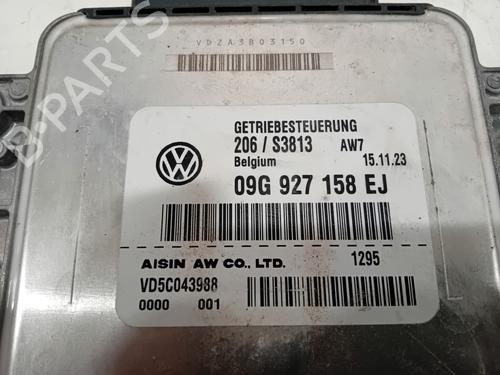 VDZA3B03150
GETRIEBESTEUERUNG
206 / S3813 AW7
Belgium 15.11.23
09G 927 158 EJ
AISIN AW CO., LTD. 1295
VD5C043988
0000 001
B-PARTS